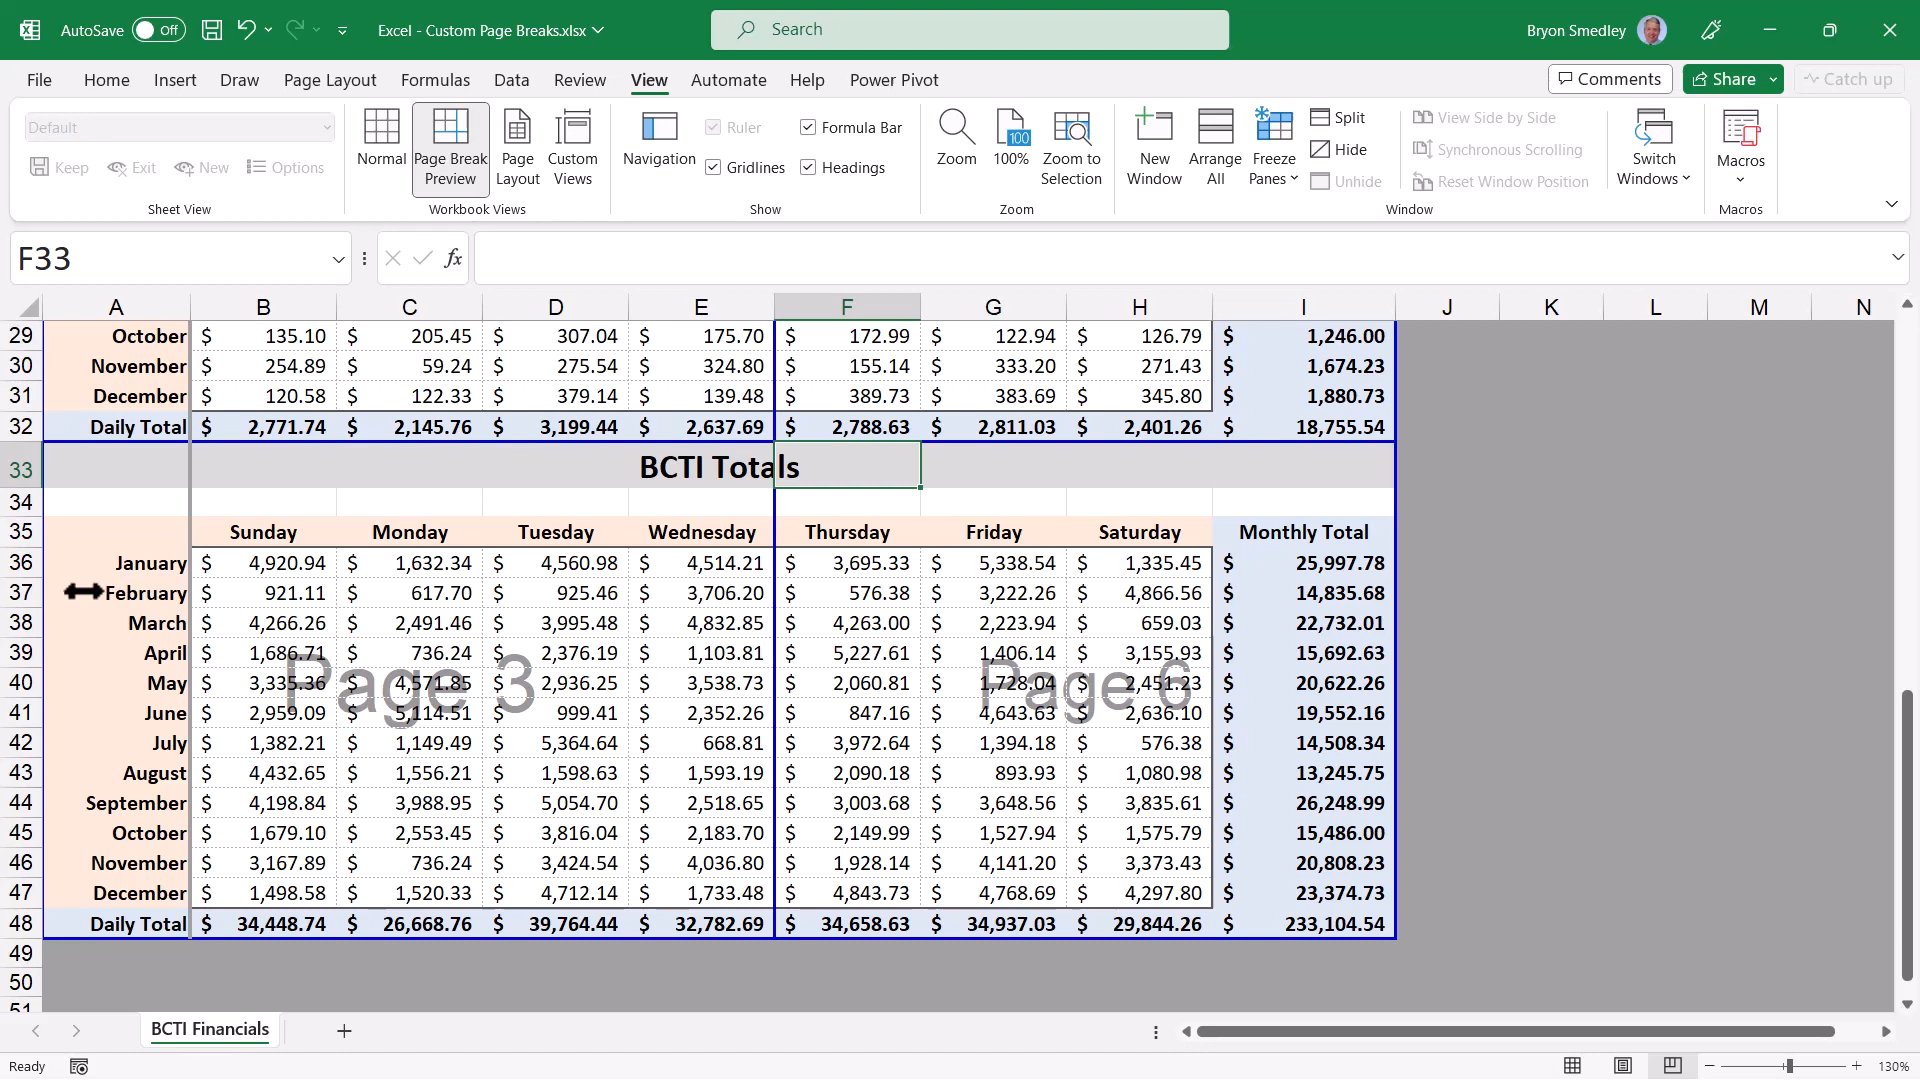 AutoSave Off Excel - Custom Page Breaks.xlsx Search Bryon Smedley
File Home Insert Draw Page Layout Formulas Data Review View Automate Help Power Pivot Comments Share Catch up
Default
Keep Exit New Options
Sheet View
Normal Page Break Preview Page Layout Custom Views
Workbook Views
Navigation Ruler Formula Bar
Gridlines Headings
Show
Zoom 100 100% Zoom to Selection
Zoom
New Window Arrange All Freeze Panes Split Hide Unhide
View Side by Side
Synchronous Scrolling
Reset Window Position
Switch Windows
Window
Macros
Macros
F33 fx
A B C D E F G H I J K L M N
29 October $ 135.10 $ 205.45 $ 307.04 $ 175.70 $ 172.99 $ 122.94 $ 126.79 $ 1,246.00
30 November $ 254.89 $ 59.24 $ 275.54 $ 324.80 $ 155.14 $ 333.20 $ 271.43 $ 1,674.23
31 December $ 120.58 $ 122.33 $ 379.14 $ 139.48 $ 389.73 $ 383.69 $ 345.80 $ 1,880.73
32 Daily Total $ 2,771.74 $ 2,145.76 $ 3,199.44 $ 2,637.69 $ 2,788.63 $ 2,811.03 $ 2,401.26 $ 18,755.54
33 BCTI Totals
34
35 Sunday Monday Tuesday Wednesday Thursday Friday Saturday Monthly Total
36 January $ 4,920.94 $ 1,632.34 $ 4,560.98 $ 4,514.21 $ 3,695.33 $ 5,338.54 $ 1,335.45 $ 25,997.78
37 February $ 921.11 $ 617.70 $ 925.46 $ 3,706.20 $ 576.38 $ 3,222.26 $ 4,866.56 $ 14,835.68
38 March $ 4,266.26 $ 2,491.46 $ 3,995.48 $ 4,832.85 $ 4,263.00 $ 2,223.94 $ 659.03 $ 22,732.01
39 April $ 1,686.71 $ 736.24 $ 2,376.19 $ 1,103.81 $ 5,227.61 $ 1,406.14 $ 3,155.93 $ 15,692.63
40 May $ 3,335.36 $ 4,571.85 $ 2,936.25 $ 3,538.73 $ 2,060.81 $ 1,728.04 $ 2,451.23 $ 20,622.26
Page 3 Page 6
41 June $ 2,959.09 $ 5,114.51 $ 999.41 $ 2,352.26 $ 847.16 $ 4,643.63 $ 2,636.10 $ 19,552.16
42 July $ 1,382.21 $ 1,149.49 $ 5,364.64 $ 668.81 $ 3,972.64 $ 1,394.18 $ 576.38 $ 14,508.34
43 August $ 4,432.65 $ 1,556.21 $ 1,598.63 $ 1,593.19 $ 2,090.18 $ 893.93 $ 1,080.98 $ 13,245.75
44 September $ 4,198.84 $ 3,988.95 $ 5,054.70 $ 2,518.65 $ 3,003.68 $ 3,648.56 $ 3,835.61 $ 26,248.99
45 October $ 1,679.10 $ 2,553.45 $ 3,816.04 $ 2,183.70 $ 2,149.99 $ 1,527.94 $ 1,575.79 $ 15,486.00
46 November $ 3,167.89 $ 736.24 $ 3,424.54 $ 4,036.80 $ 1,928.14 $ 4,141.20 $ 3,373.43 $ 20,808.23
47 December $ 1,498.58 $ 1,520.33 $ 4,712.14 $ 1,733.48 $ 4,843.73 $ 4,768.69 $ 4,297.80 $ 23,374.73
48 Daily Total $ 34,448.74 $ 26,668.76 $ 39,764.44 $ 32,782.69 $ 34,658.63 $ 34,937.03 $ 29,844.26 $ 233,104.54
49
50
51
BCTI Financials
Ready 130%